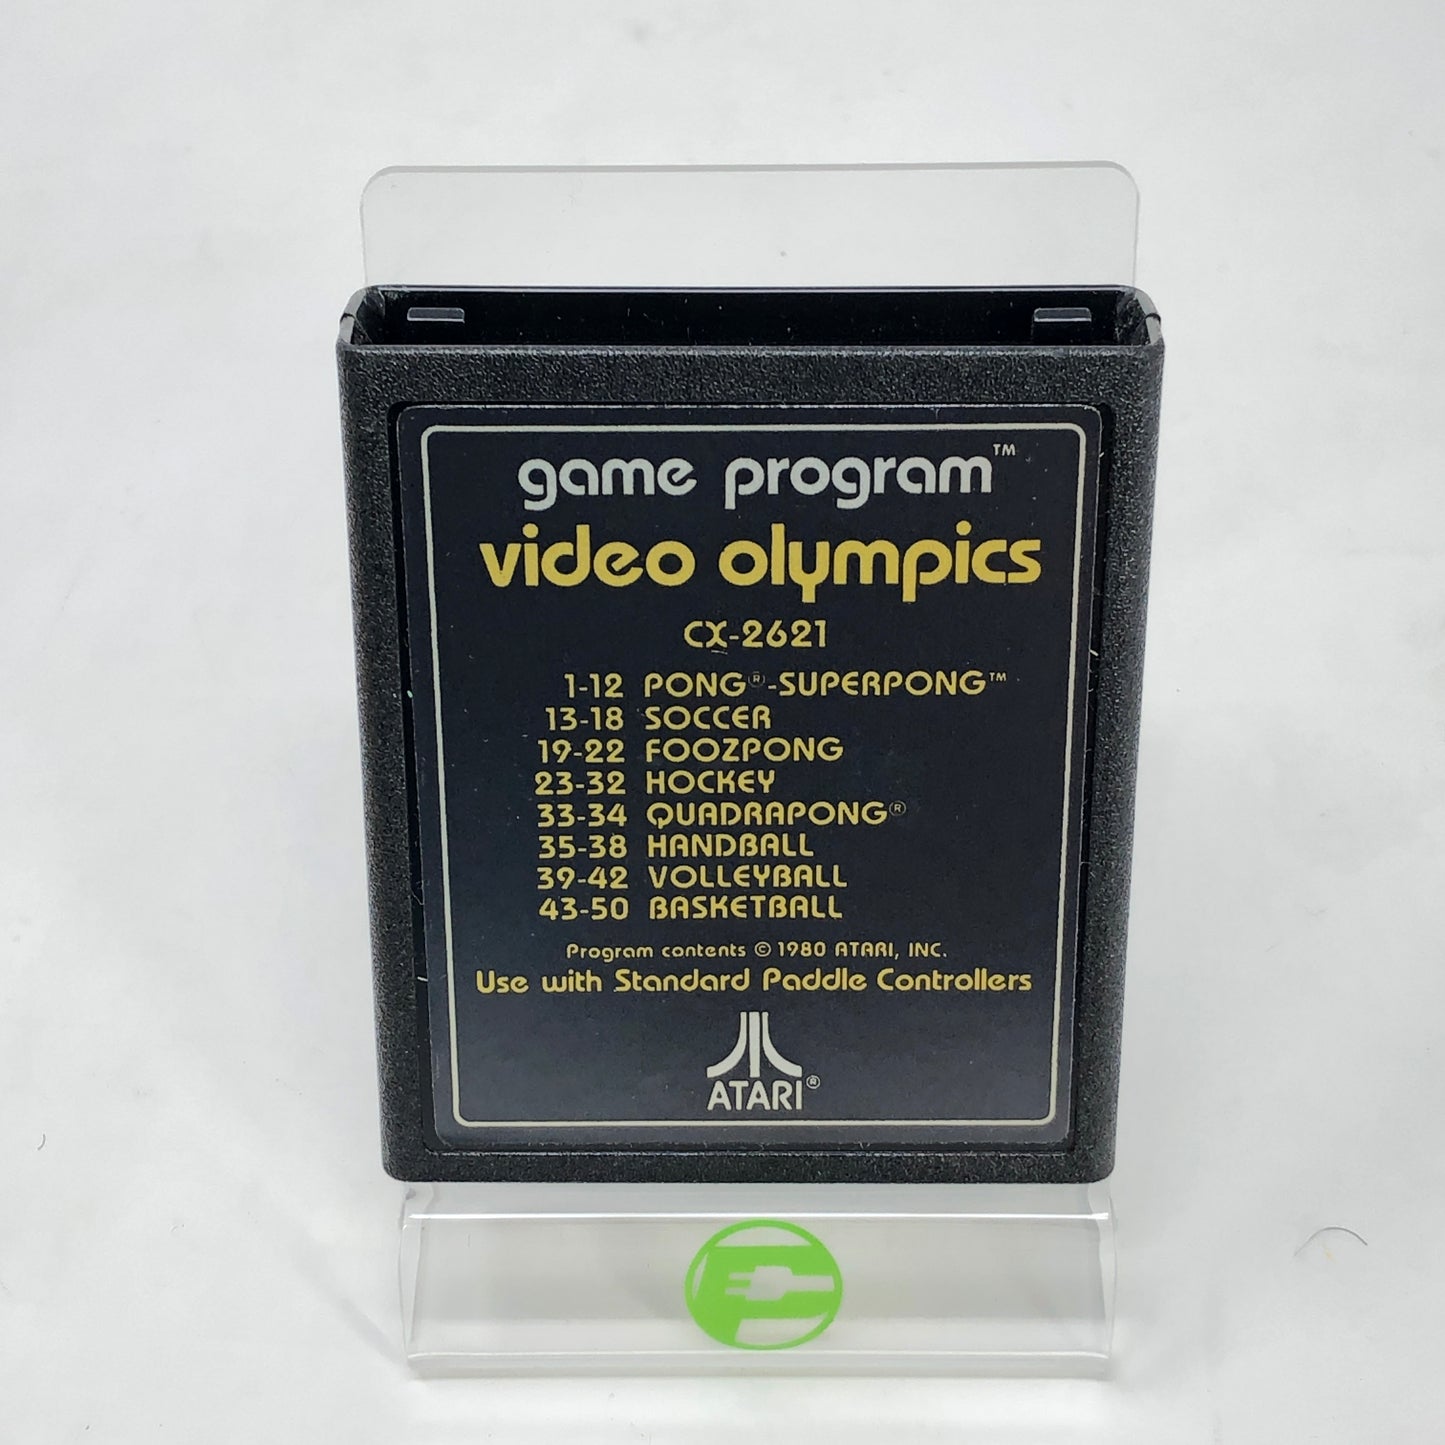 game program™
video olympics
CX-2621
1-12 PONG®-SUPERPONG™
13-18 SOCCER
19-22 FOOZPONG
23-32 HOCKEY
33-34 QUADRAPONG®
35-38 HANDBALL
39-42 VOLLEYBALL
43-50 BASKETBALL
Program contents © 1980 ATARI, INC.
Use with Standard Paddle Controllers
ATARI®